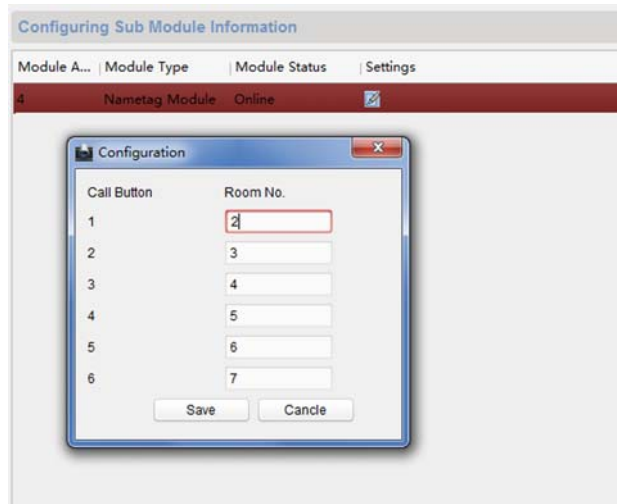 Configuring Sub Module Information
Module A... Module Type Module Status Settings
4 Nametag Module Online
Configuration
Call Button Room No.
1 2
2 3
3 4
4 5
5 6
6 7
Save Cancle